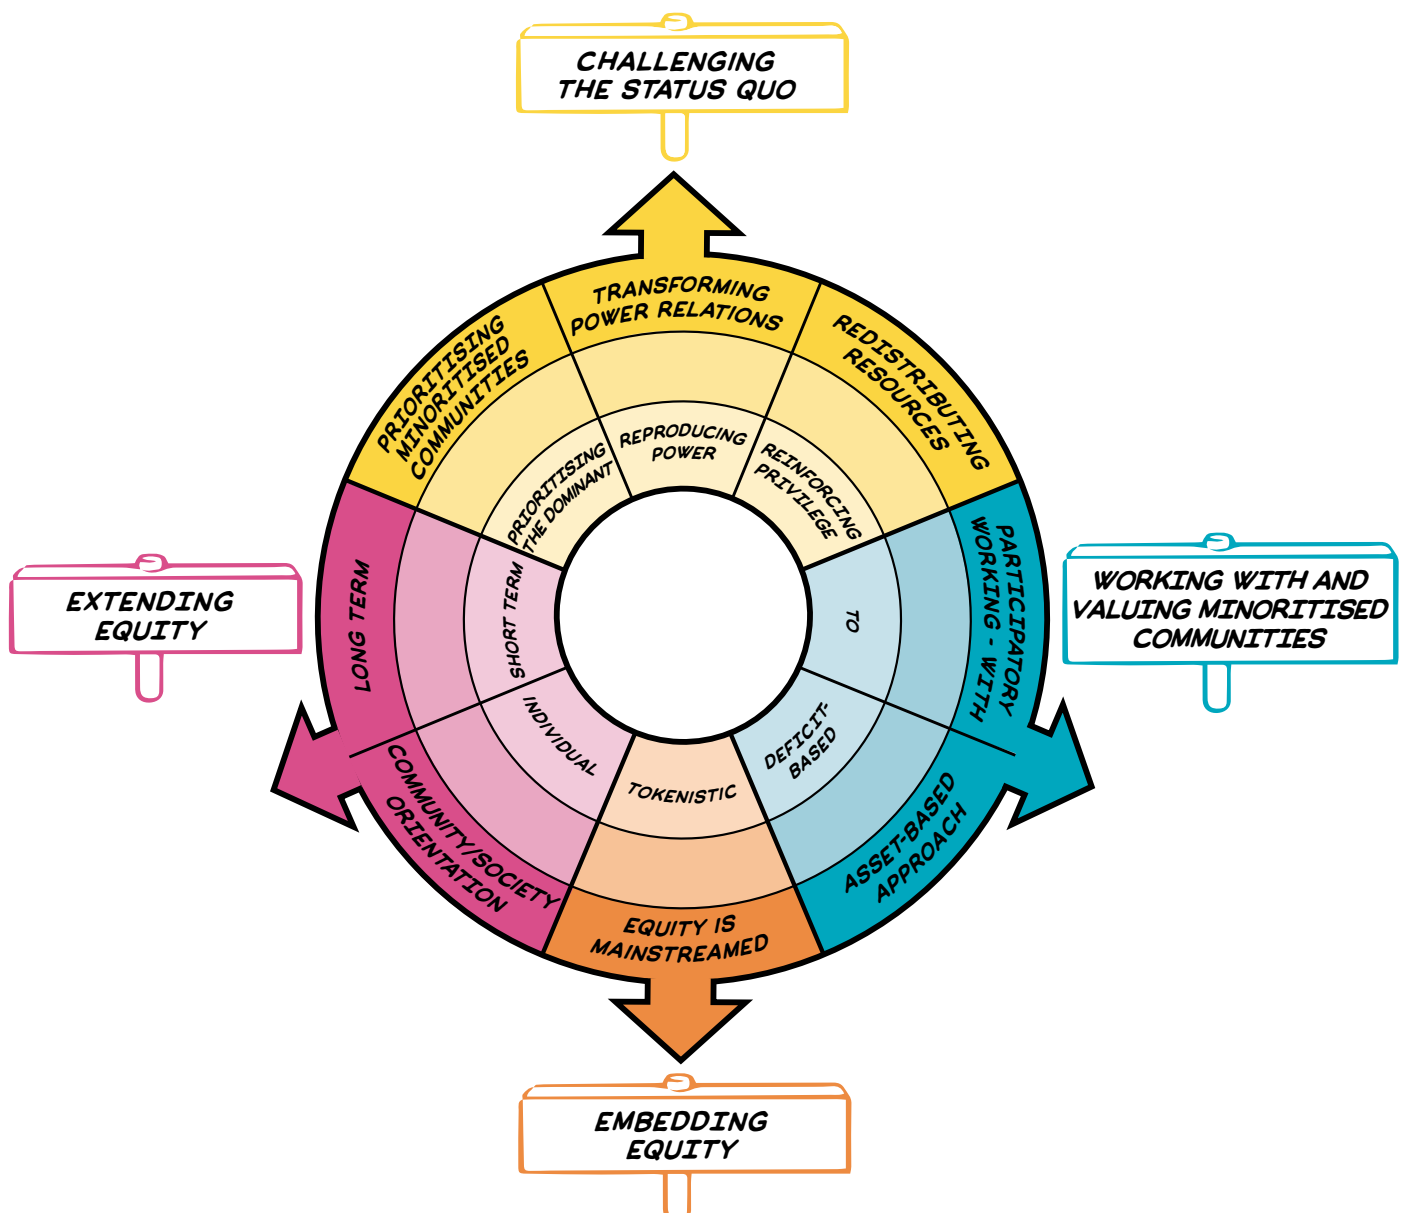 CHALLENGING
THE STATUS QUO
TRANSFORMING
POWER RELATIONS
PRIORITISING
MINORITISED
COMMUNITIES
REDISTRIBUTING
RESOURCES
REPRODUCING
POWER
PRIORITISING
THE DOMINANT
REINFORCING
PRIVILEGE
EXTENDING
EQUITY
LONG TERM
SHORT TERM
TO
PARTICIPATORY
WORKING - WITH
WORKING WITH AND
VALUING MINORITISED
COMMUNITIES
INDIVIDUAL
COMMUNITY/SOCIETY
ORIENTATION
TOKENISTIC
DEFICIT-
BASED
ASSET-BASED
APPROACH
EQUITY IS
MAINSTREAMED
EMBEDDING
EQUITY